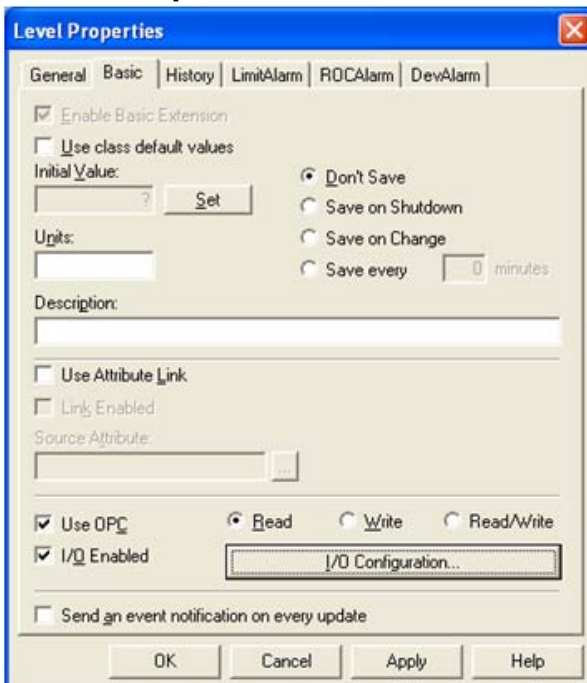 Level Properties
General Basic History LimitAlarm ROCAlarm DevAlarm
Enable Basic Extension
Use class default values
Initial Value:
? Set
Don't Save
Save on Shutdown
Save on Change
Save every 0 minutes
Units:
Description:
Use Attribute Link
Link Enabled
Source Attribute:
...
Use OPC Read Write Read/Write
I/O Enabled I/O Configuration...
Send an event notification on every update
OK Cancel Apply Help